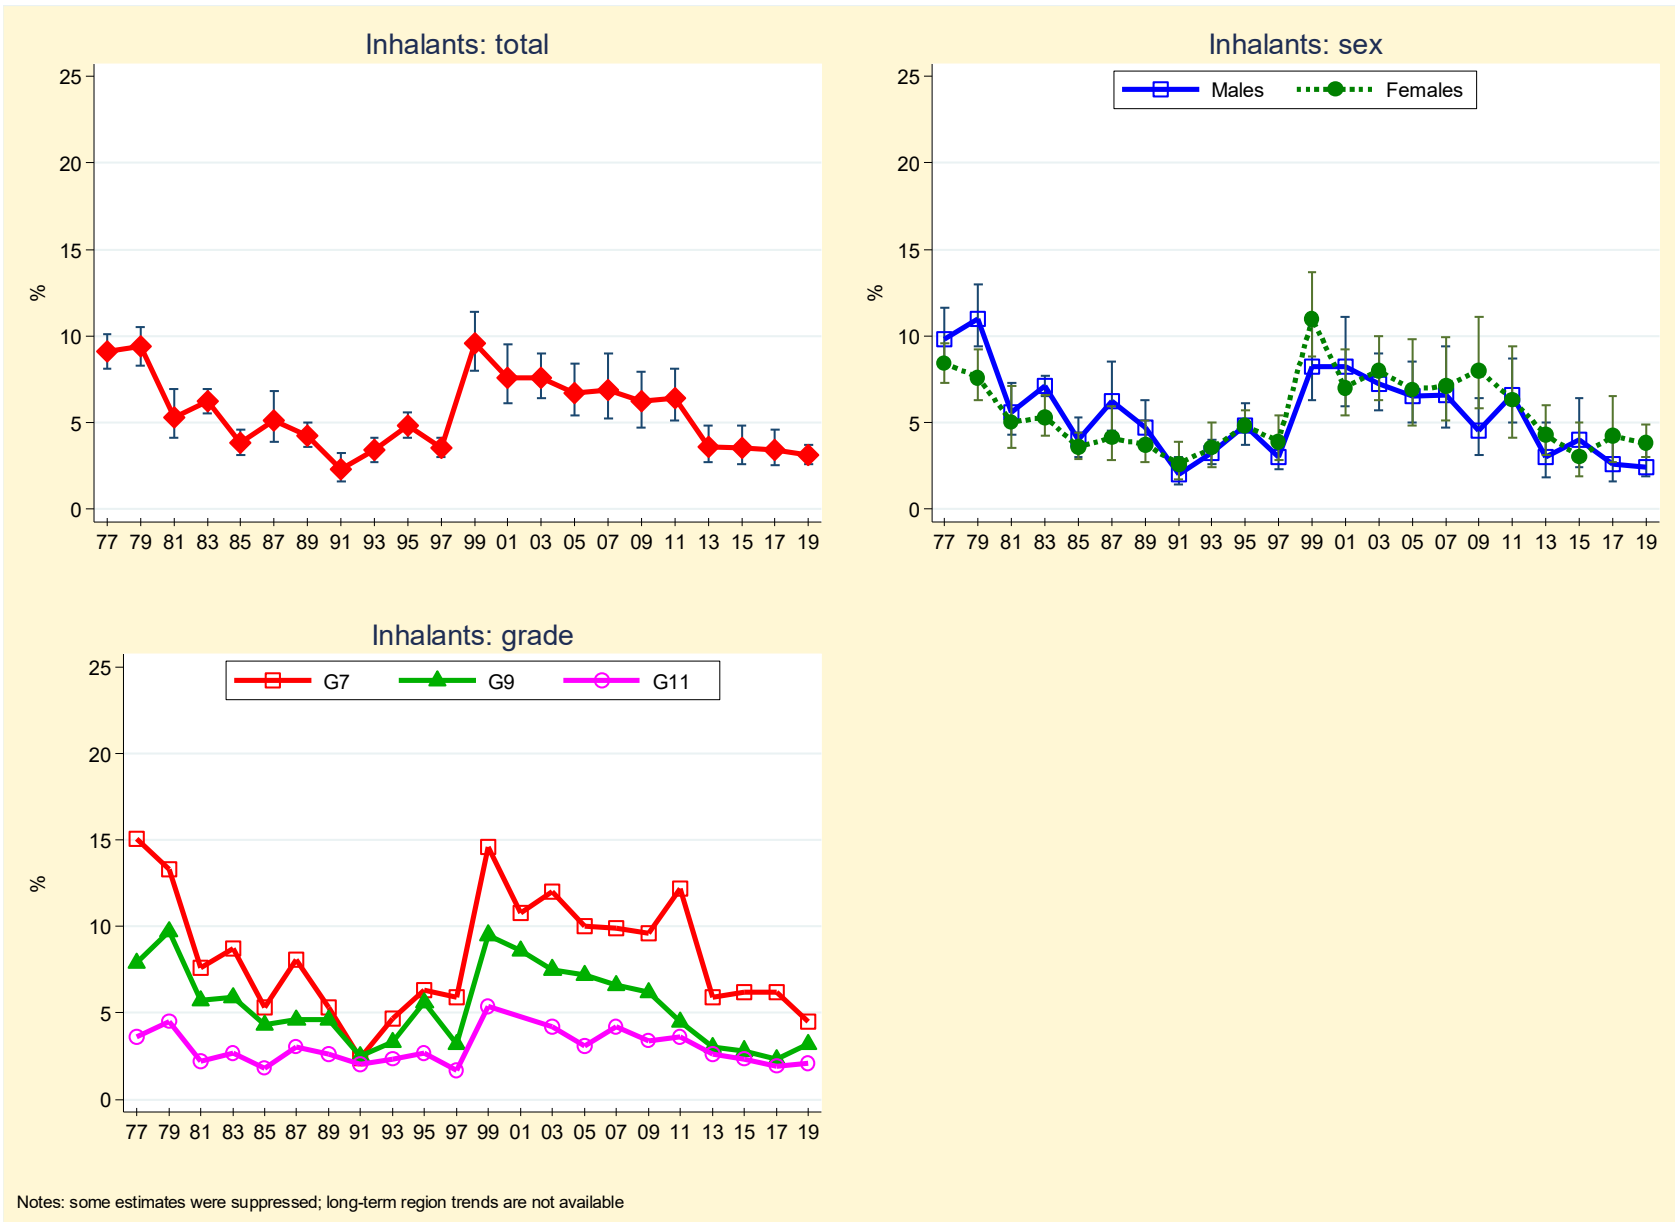 Inhalants: total
25
20
15
10
5
0
%
77 79 81 83 85 87 89 91 93 95 97 99 01 03 05 07 09 11 13 15 17 19
Inhalants: sex
Males Females
25
20
15
10
5
0
%
77 79 81 83 85 87 89 91 93 95 97 99 01 03 05 07 09 11 13 15 17 19
Inhalants: grade
G7 G9 G11
25
20
15
10
5
0
%
77 79 81 83 85 87 89 91 93 95 97 99 01 03 05 07 09 11 13 15 17 19
Notes: some estimates were suppressed; long-term region trends are not available